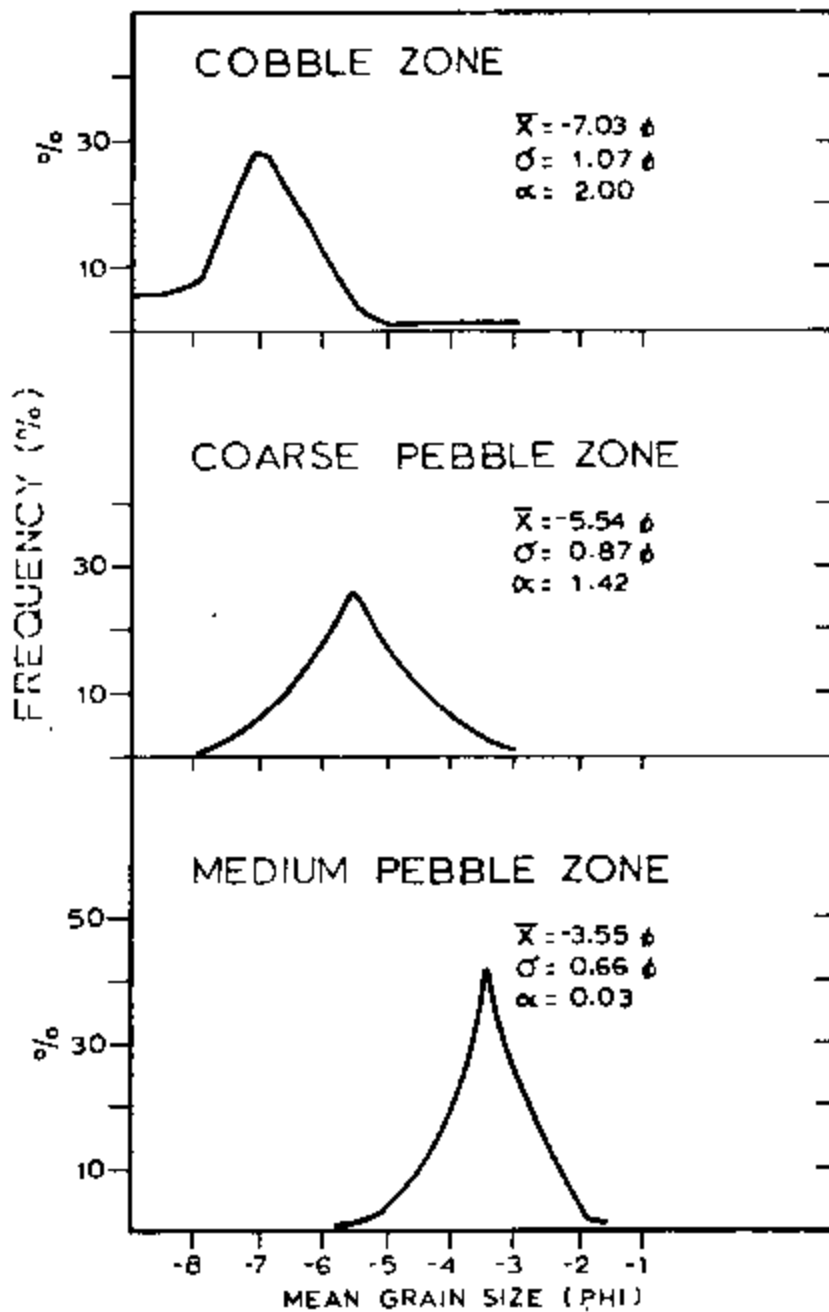 COBBLE ZONE
X̄ = -7.03 ϕ
σ = 1.07 ϕ
∝ = 2.00
%
30
10
COARSE PEBBLE ZONE
X̄ = -5.54 ϕ
σ = 0.87 ϕ
∝ = 1.42
30
10
FREQUENCY (%)
MEDIUM PEBBLE ZONE
X̄ = -3.55 ϕ
σ = 0.66 ϕ
∝ = 0.03
50
% 30
10
-8 -7 -6 -5 -4 -3 -2 -1
MEAN GRAIN SIZE (PHI)